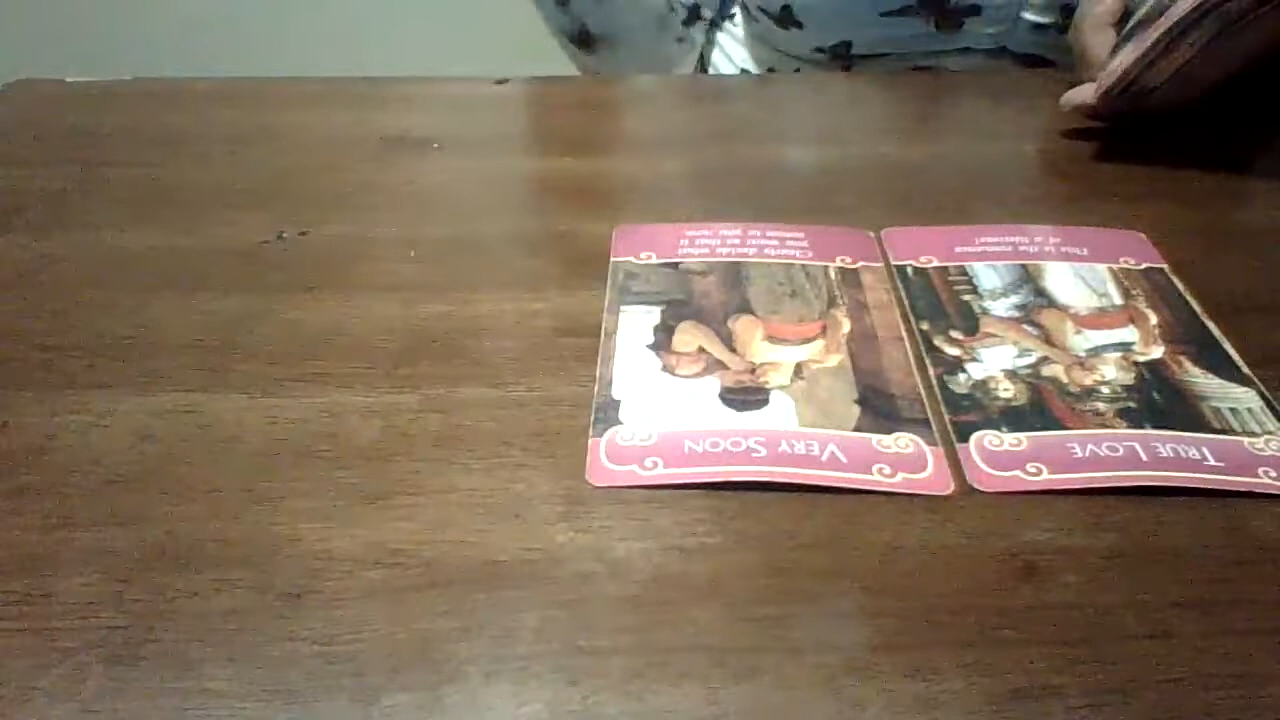 VERY SOON
Clearly decide what
you want so that it
comes to you now.
TRUE LOVE
This is the romance
of a lifetime!